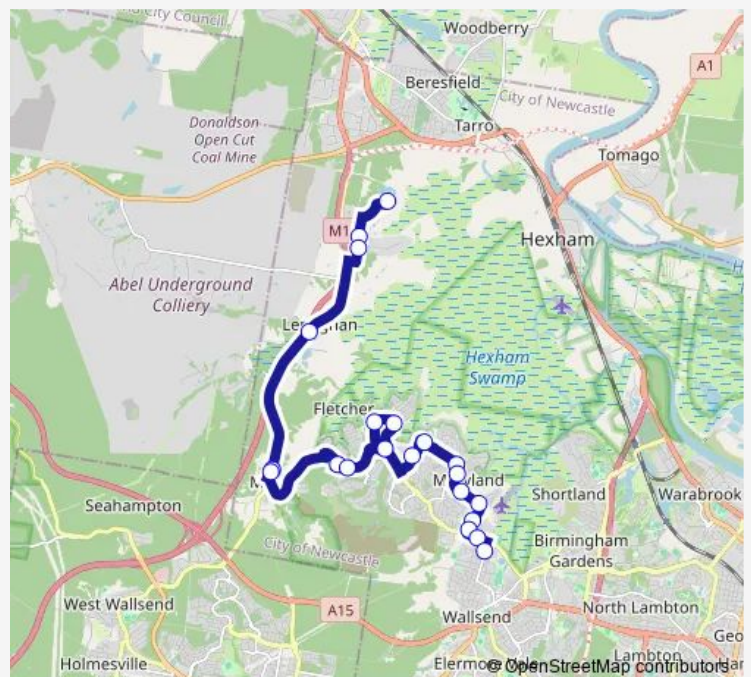 City Council
Woodberry
A1
Beresfield
City of Newcastle
Donaldson
Open Cut
Coal Mine
Tarro
Tomago
M1
Hexham
Abel Underground
Colliery
Hexham
Swamp
Fletcher
Seahampton
Shortland
Warabrook
City of Newcastle
Birmingham
Gardens
West Wallsend
A15
North Lambton
Wallsend
Holmesville
Lambton
© OpenStreetMap contributors